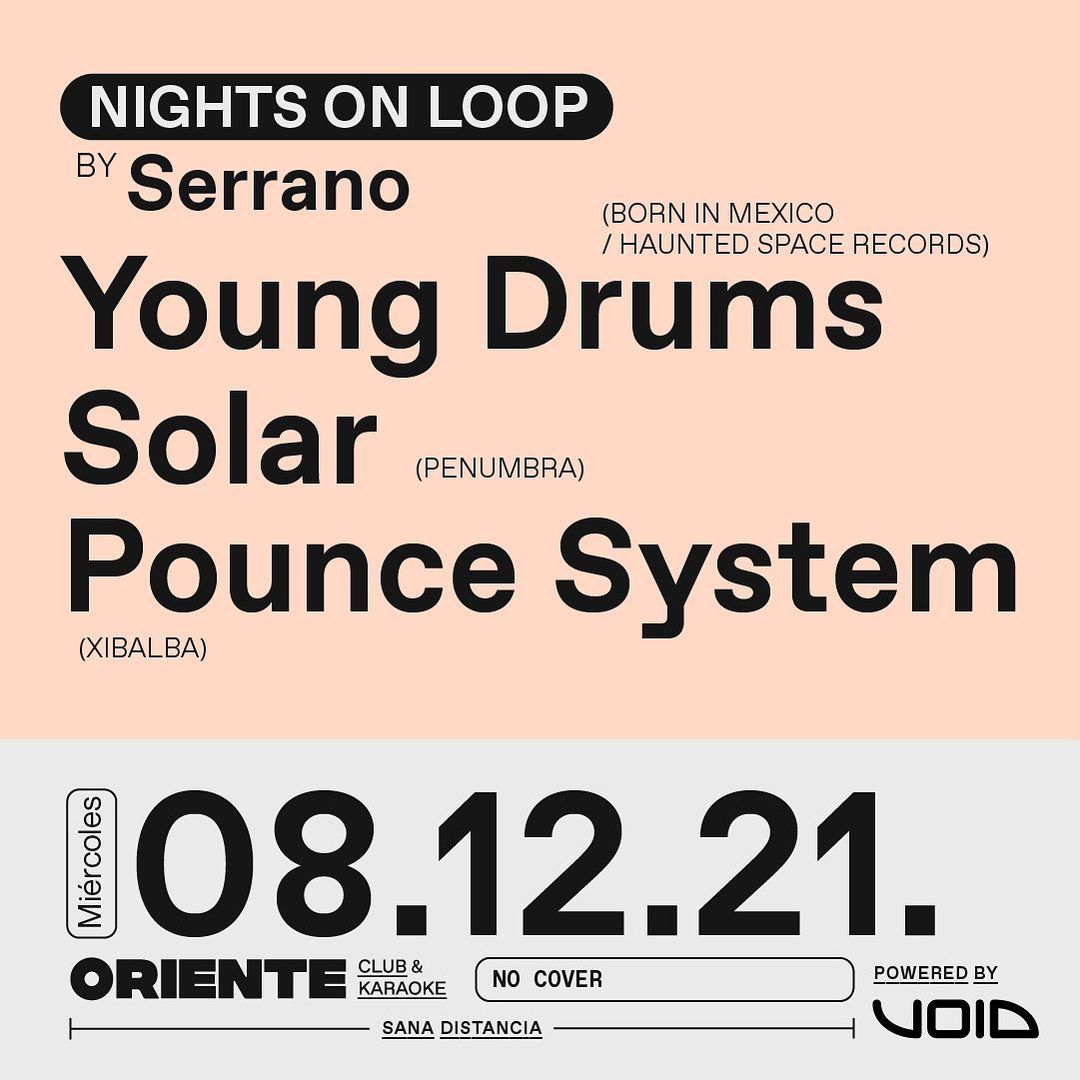 NIGHTS ON LOOP
BY Serrano
(BORN IN MEXICO
/ HAUNTED SPACE RECORDS)
Young Drums
Solar (PENUMBRA)
Pounce System
(XIBALBA)
Miércoles 08.12.21.
ORIENTE CLUB &
KARAOKE
NO COVER
POWERED BY
VOID
SANA DISTANCIA